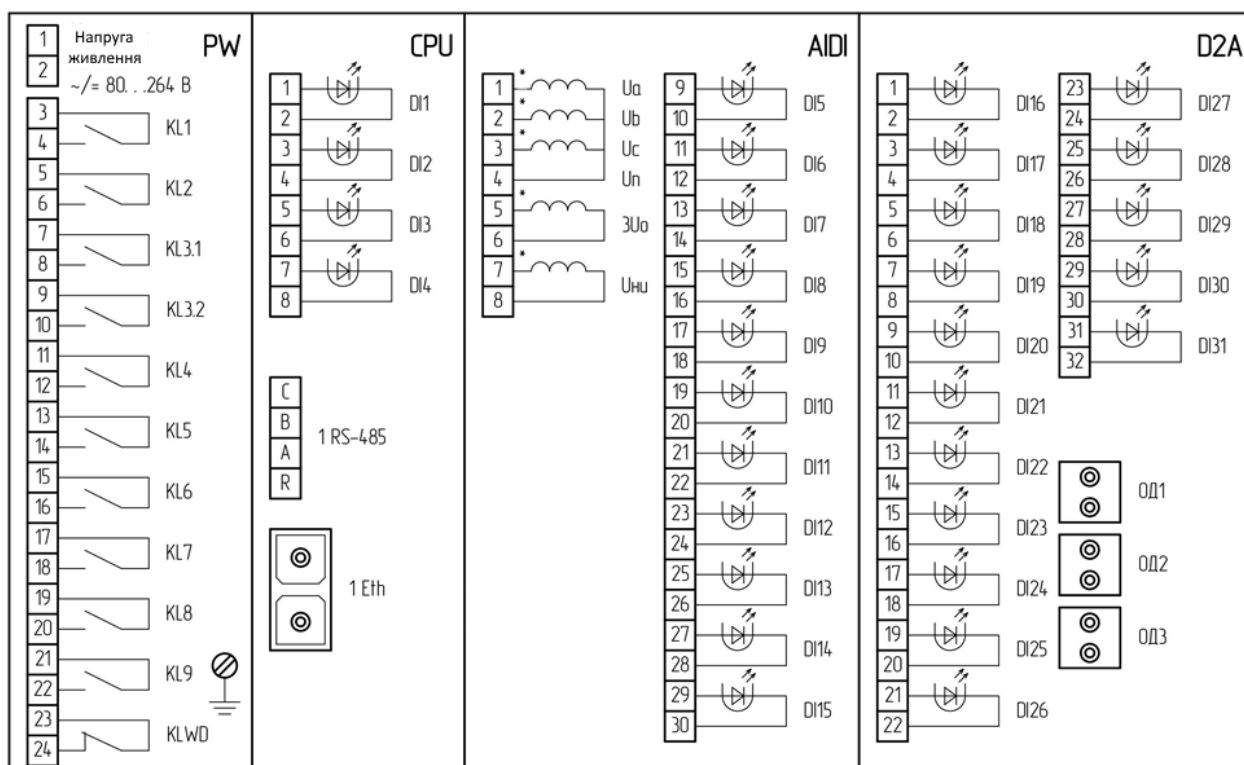 PW
1 Напруга
2 живлення
~/= 80. . .264 В
3
4 KL1
5
6 KL2
7
8 KL3.1
9
10 KL3.2
11
12 KL4
13
14 KL5
15
16 KL6
17
18 KL7
19
20 KL8
21
22 KL9
23
24 KLWD
CPU
1
2 DI1
3
4 DI2
5
6 DI3
7
8 DI4
C
B
A
R
1 RS-485
1 Eth
AIDI
1 * Ua
2 * Ub
3 * Uc
4 Un
5 *
6 3Uo
7 *
8 Uни
9
10 DI5
11
12 DI6
13
14 DI7
15
16 DI8
17
18 DI9
19
20 DI10
21
22 DI11
23
24 DI12
25
26 DI13
27
28 DI14
29
30 DI15
D2A
1
2 DI16
3
4 DI17
5
6 DI18
7
8 DI19
9
10 DI20
11
12 DI21
13
14 DI22
15
16 DI23
17
18 DI24
19
20 DI25
21
22 DI26
23
24 DI27
25
26 DI28
27
28 DI29
29
30 DI30
31
32 DI31
ОД1
ОД2
ОД3